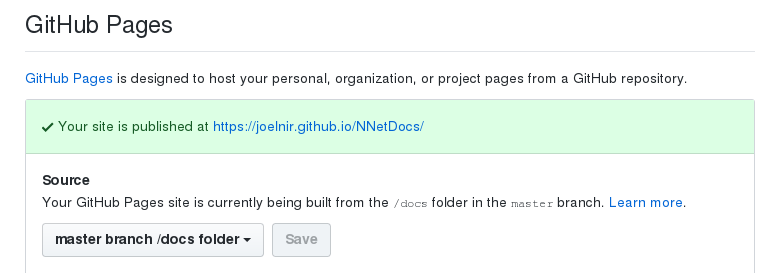 GitHub Pages
GitHub Pages is designed to host your personal, organization, or project pages from a GitHub repository.
✓ Your site is published at https://joelnir.github.io/NNetDocs/
Source
Your GitHub Pages site is currently being built from the /docs folder in the master branch. Learn more.
master branch /docs folder Save